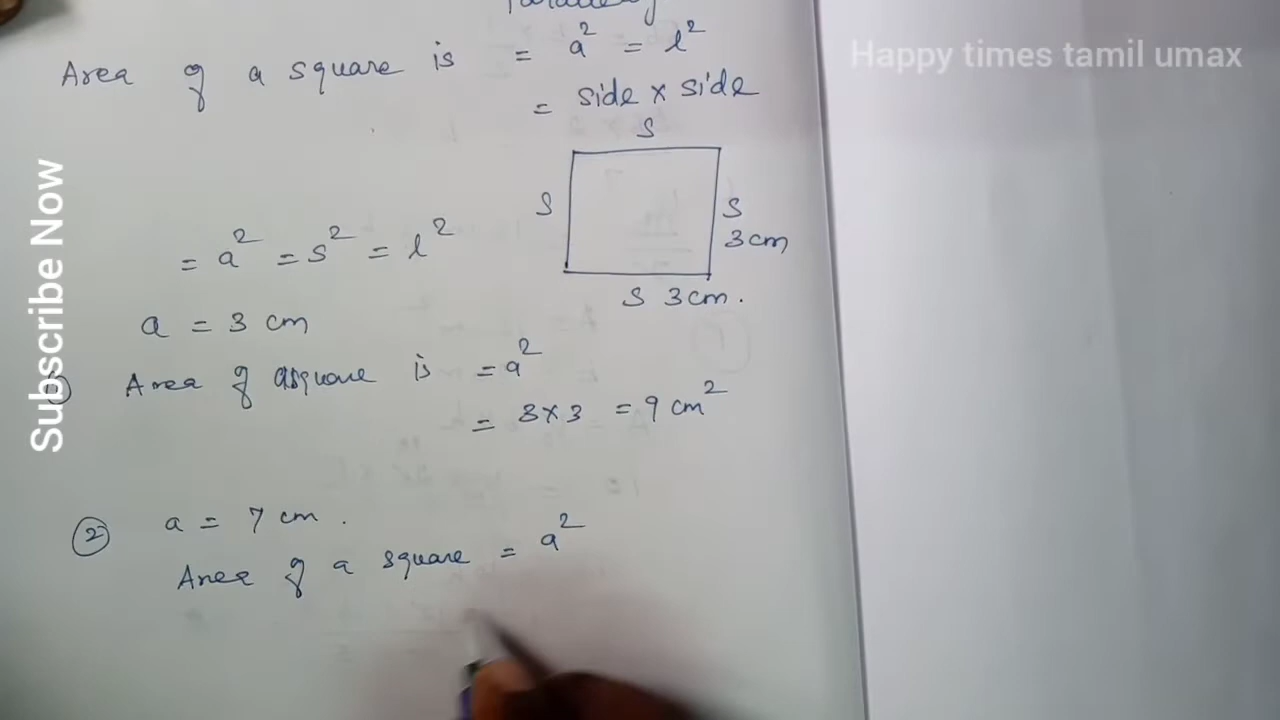 Happy times tamil umax
Subscribe Now
Area of a square is = a² = l²
= side x side
S
S
S
3cm
S 3cm.
= a² = s² = l²
a = 3 cm
Area of asquare is = a²
= 3x3 = 9 cm²
② a = 7 cm.
Area of a square = a²